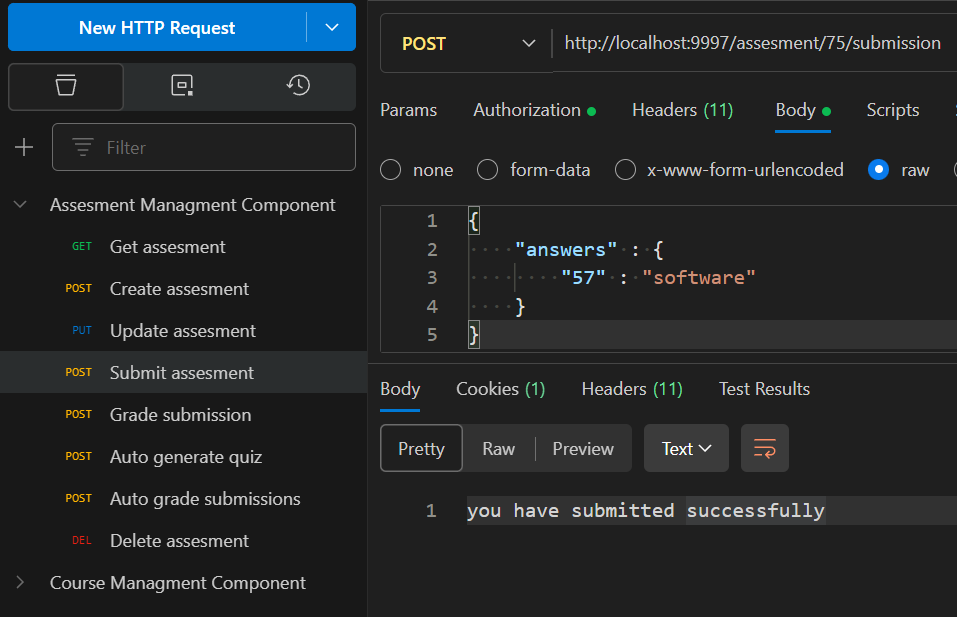 New HTTP Request
Filter
Assesment Managment Component
GET Get assesment
POST Create assesment
PUT Update assesment
POST Submit assesment
POST Grade submission
POST Auto generate quiz
POST Auto grade submissions
DEL Delete assesment
Course Managment Component
POST http://localhost:9997/assesment/75/submission
Params Authorization Headers (11) Body Scripts
none form-data x-www-form-urlencoded raw
1 {
2 "answers" : {
3 "57" : "software"
4 }
5 }
Body Cookies (1) Headers (11) Test Results
Pretty Raw Preview Text
1 you have submitted successfully